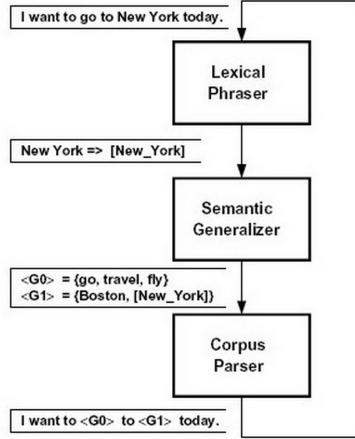 I want to go to New York today.
Lexical
Phraser
New York => [New_York]
Semantic
Generalizer
<G0> = {go, travel, fly}
<G1> = {Boston, [New_York]}
Corpus
Parser
I want to <G0> to <G1> today.